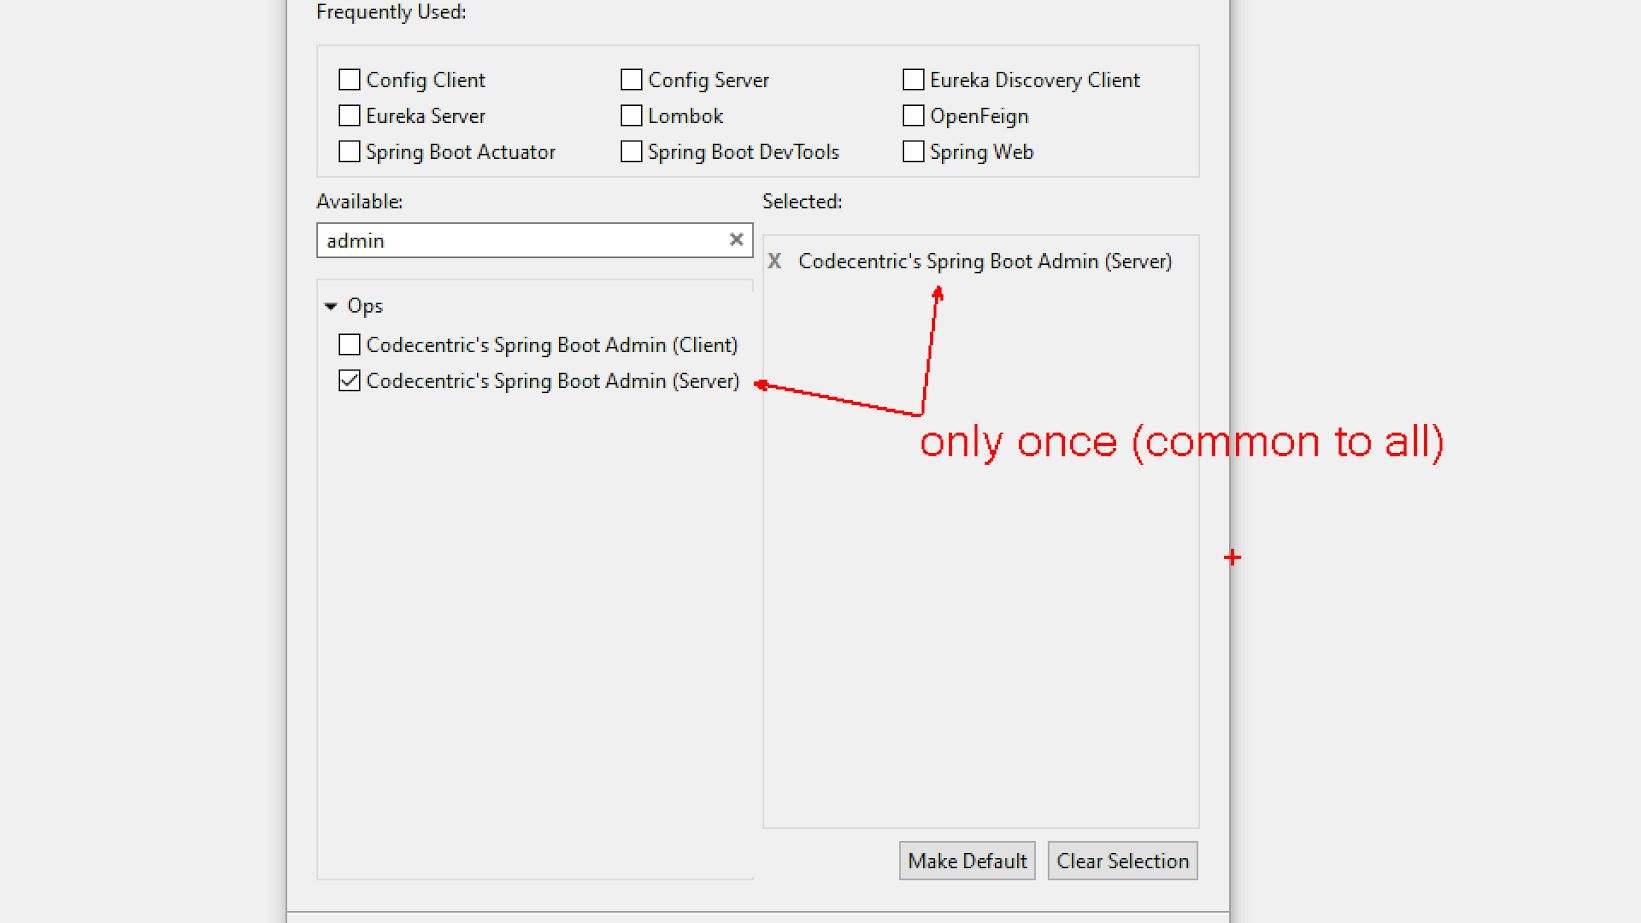 Frequently Used:
Config Client
Config Server
Eureka Discovery Client
Eureka Server
Lombok
OpenFeign
Spring Boot Actuator
Spring Boot DevTools
Spring Web
Available:
Selected:
admin
X Codecentric's Spring Boot Admin (Server)
Ops
Codecentric's Spring Boot Admin (Client)
Codecentric's Spring Boot Admin (Server)
only once (common to all)
Make Default
Clear Selection